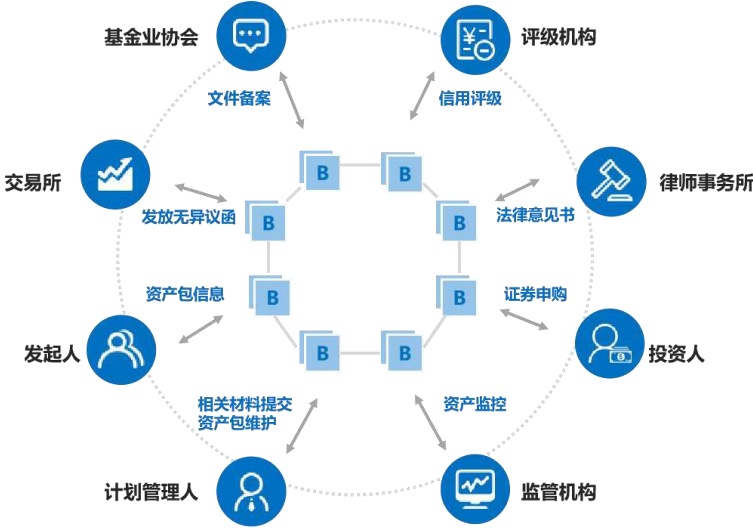 基金业协会
评级机构
文件备案
信用评级
B
B
交易所
律师事务所
发放无异议函
法律意见书
B
B
资产包信息
证券申购
B
B
发起人
投资人
B
B
B
相关材料提交
资产包维护
资产监控
计划管理人
监管机构